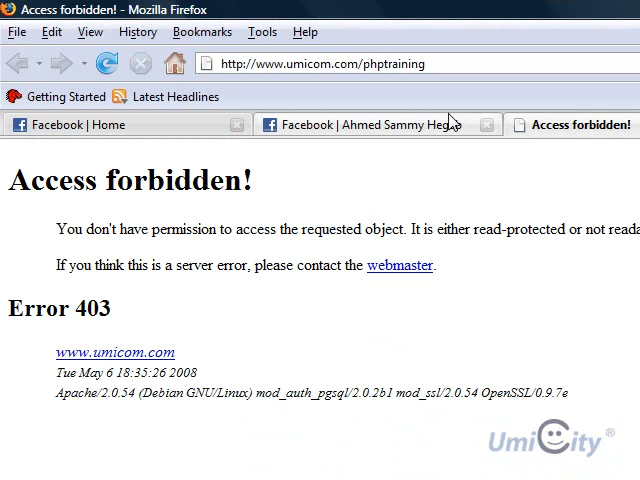 Access forbidden! - Mozilla Firefox
File Edit View History Bookmarks Tools Help
http://www.umicom.com/phptraining
Getting Started Latest Headlines
Facebook | Home Facebook | Ahmed Sammy Access forbidden!
Access forbidden!
You don't have permission to access the requested object. It is either read-protected or not
If you think this is a server error, please contact the webmaster.
Error 403
www.umicom.com
Tue May 6 18:35:26 2008
Apache/2.0.54 (Debian GNU/Linux) mod_auth_pgsql/2.0.2b1 mod_ssl/2.0.54 OpenSSL/0.9.7e
UmiCity ®